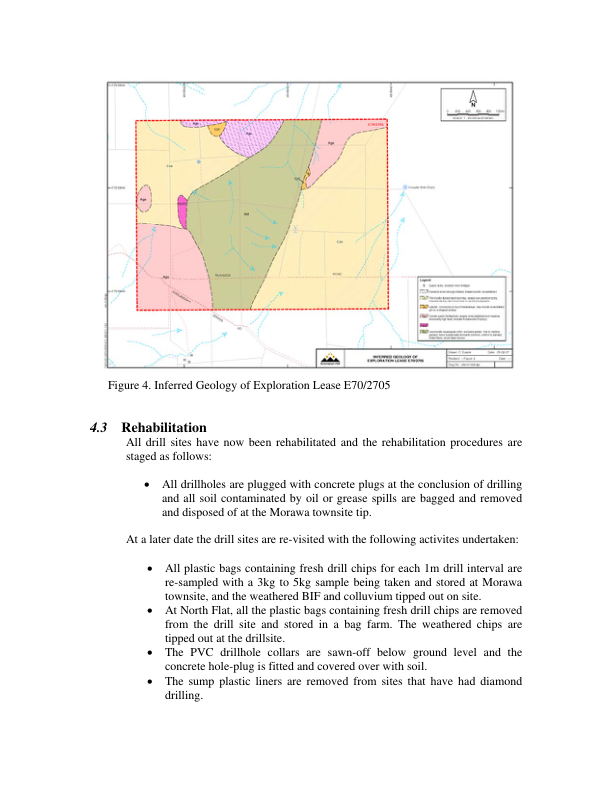 N
INFERRED GEOLOGY OF
EXPLORATION LEASE E70/2705
Legend
Figure 4. Inferred Geology of Exploration Lease E70/2705
4.3 Rehabilitation
All drill sites have now been rehabilitated and the rehabilitation procedures are
staged as follows:
• All drillholes are plugged with concrete plugs at the conclusion of drilling
and all soil contaminated by oil or grease spills are bagged and removed
and disposed of at the Morawa townsite tip.
At a later date the drill sites are re-visited with the following activites undertaken:
• All plastic bags containing fresh drill chips for each 1m drill interval are
re-sampled with a 3kg to 5kg sample being taken and stored at Morawa
townsite, and the weathered BIF and colluvium tipped out on site.
• At North Flat, all the plastic bags containing fresh drill chips are removed
from the drill site and stored in a bag farm. The weathered chips are
tipped out at the drillsite.
• The PVC drillhole collars are sawn-off below ground level and the
concrete hole-plug is fitted and covered over with soil.
• The sump plastic liners are removed from sites that have had diamond
drilling.